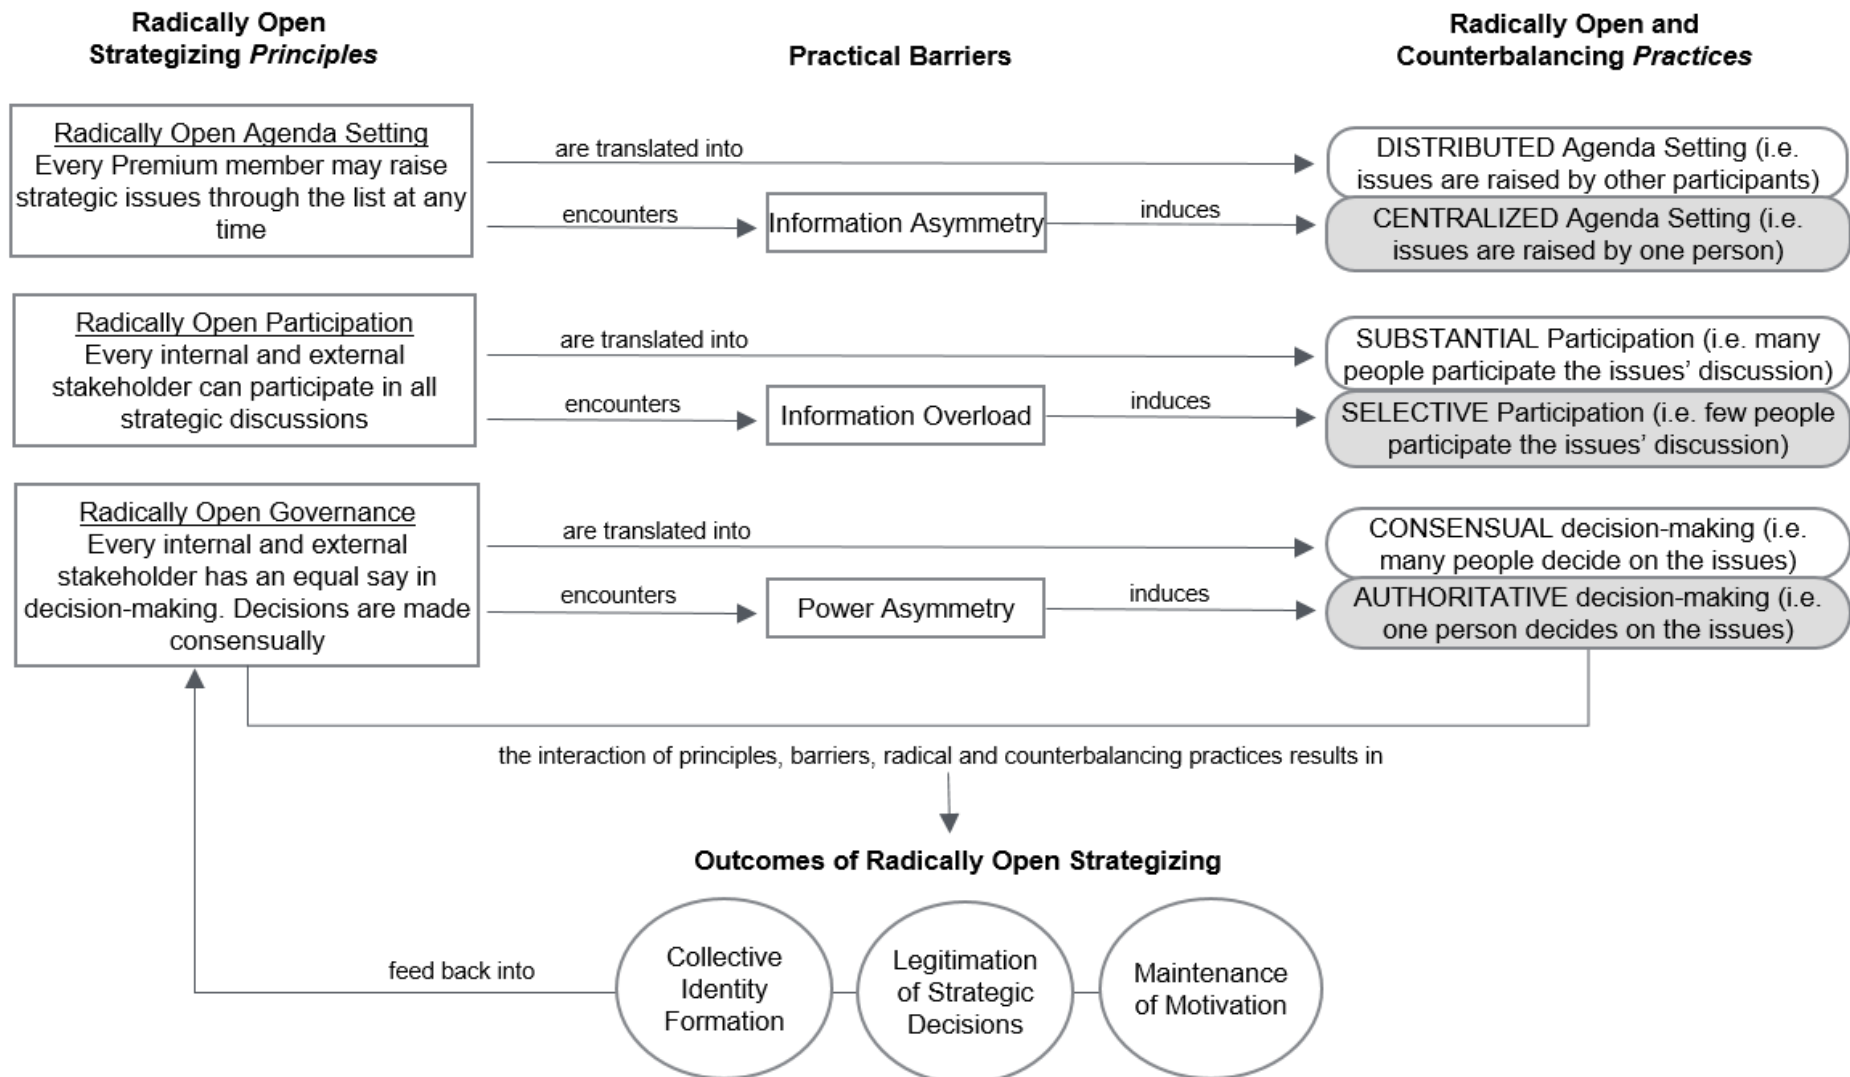 Radically Open
Strategizing Principles
Practical Barriers
Radically Open and
Counterbalancing Practices
Radically Open Agenda Setting
Every Premium member may raise
strategic issues through the list at any
time
are translated into
encounters
Information Asymmetry
induces
DISTRIBUTED Agenda Setting (i.e.
issues are raised by other participants)
CENTRALIZED Agenda Setting (i.e.
issues are raised by one person)
Radically Open Participation
Every internal and external
stakeholder can participate in all
strategic discussions
are translated into
encounters
Information Overload
induces
SUBSTANTIAL Participation (i.e. many
people participate the issues’ discussion)
SELECTIVE Participation (i.e. few people
participate the issues’ discussion)
Radically Open Governance
Every internal and external
stakeholder has an equal say in
decision-making. Decisions are made
consensually
are translated into
encounters
Power Asymmetry
induces
CONSENSUAL decision-making (i.e.
many people decide on the issues)
AUTHORITATIVE decision-making (i.e.
one person decides on the issues)
the interaction of principles, barriers, radical and counterbalancing practices results in
Outcomes of Radically Open Strategizing
feed back into
Collective
Identity
Formation
Legitimation
of Strategic
Decisions
Maintenance
of Motivation